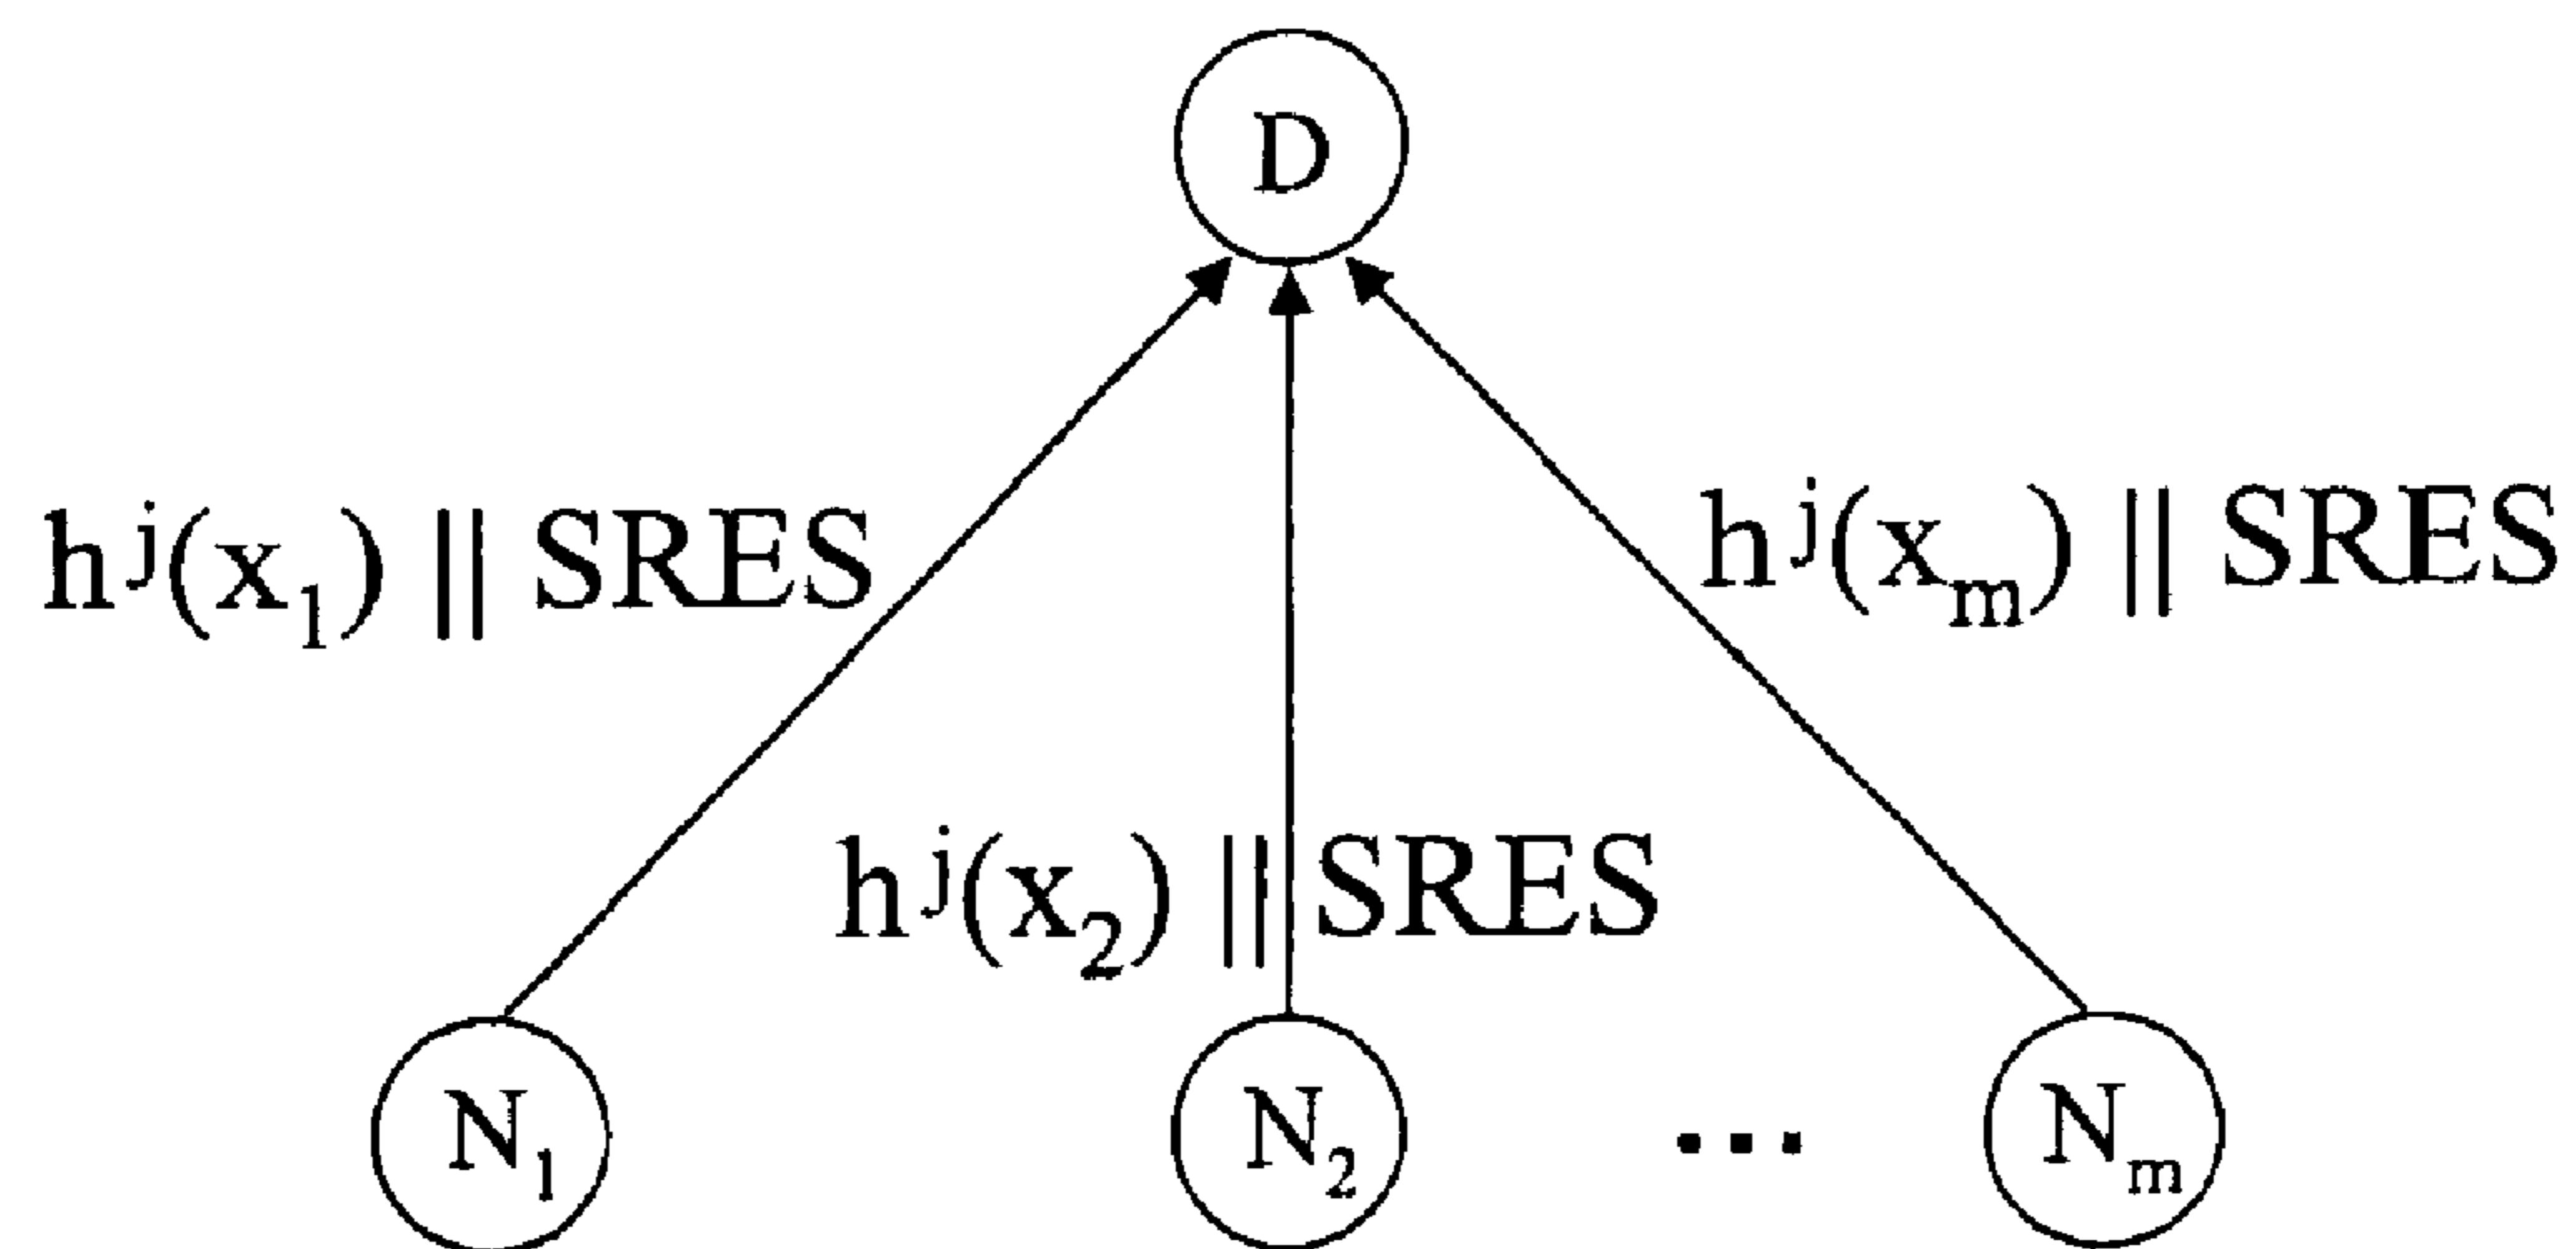 D
h^j(x_1) || SRES
h^j(x_m) || SRES
h^j(x_2) || SRES
N_1
N_2
...
N_m